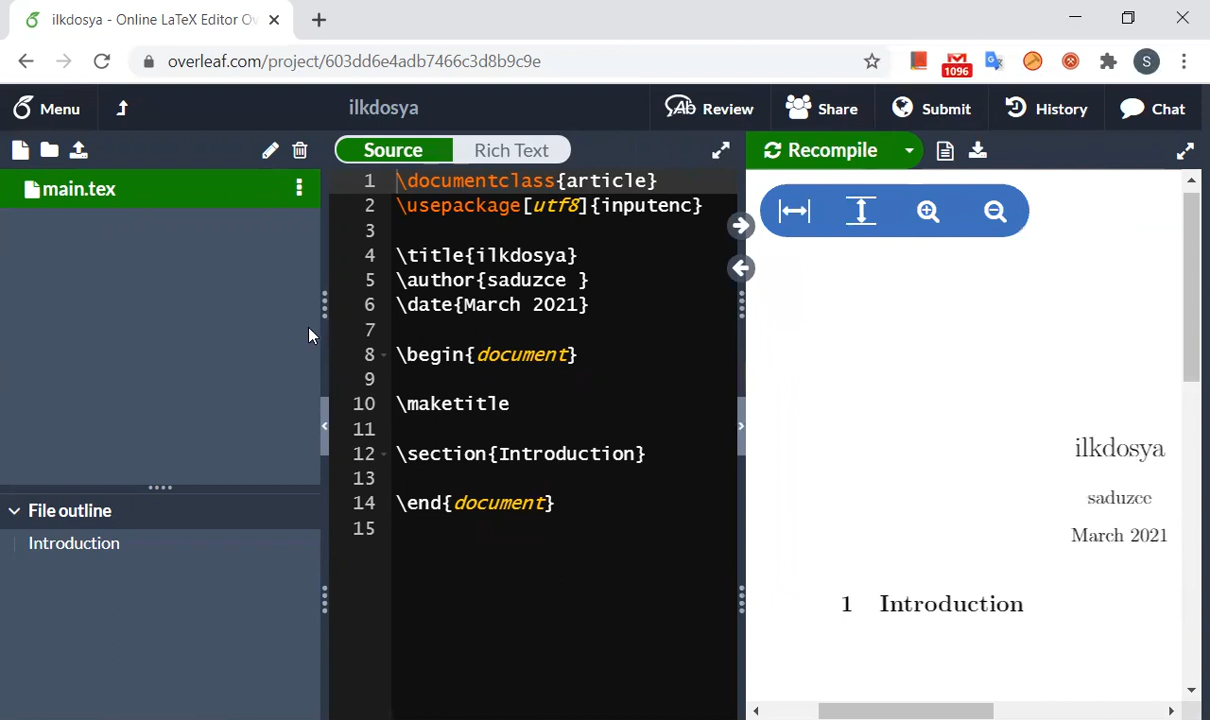 ilkdosya - Online LaTeX Editor Ov
overleaf.com/project/603dd6e4adb7466c3d8b9c9e
1096
S
Menu
ilkdosya
Review
Share
Submit
History
Chat
Source
Rich Text
Recompile
main.tex
1 \documentclass{article}
2 \usepackage[utf8]{inputenc}
3
4 \title{ilkdosya}
5 \author{saduzce }
6 \date{March 2021}
7
8 \begin{document}
9
10 \maketitle
11
12 \section{Introduction}
13
14 \end{document}
15
File outline
Introduction
ilkdosya
saduzce
March 2021
1 Introduction